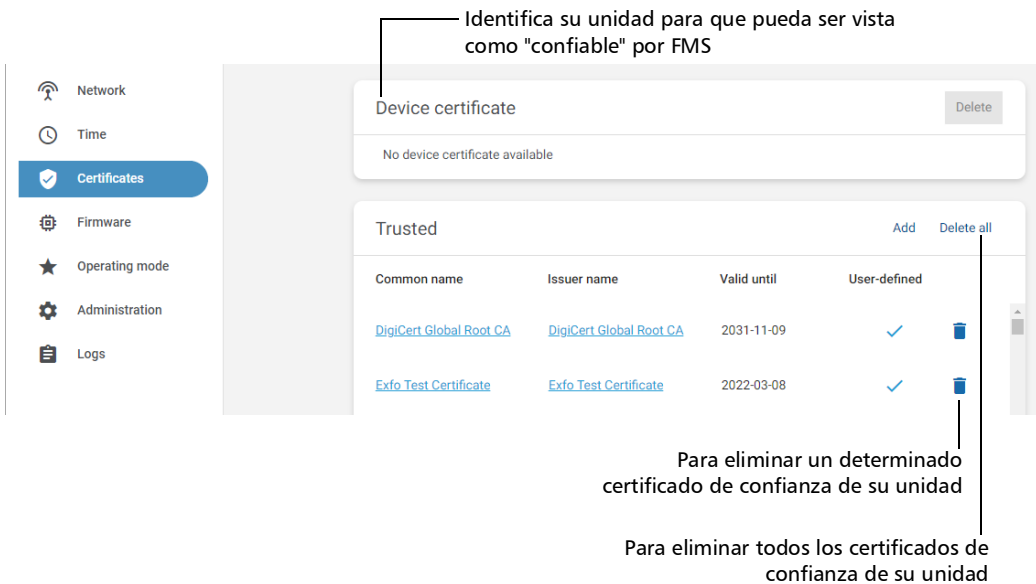 Identifica su unidad para que pueda ser vista
como "confiable" por FMS
Network
Time
Certificates
Firmware
Operating mode
Administration
Logs
Device certificate
Delete
No device certificate available
Trusted
Add
Delete all
Common name
Issuer name
Valid until
User-defined
DigiCert Global Root CA
DigiCert Global Root CA
2031-11-09
Exfo Test Certificate
Exfo Test Certificate
2022-03-08
Para eliminar un determinado
certificado de confianza de su unidad
Para eliminar todos los certificados de
confianza de su unidad